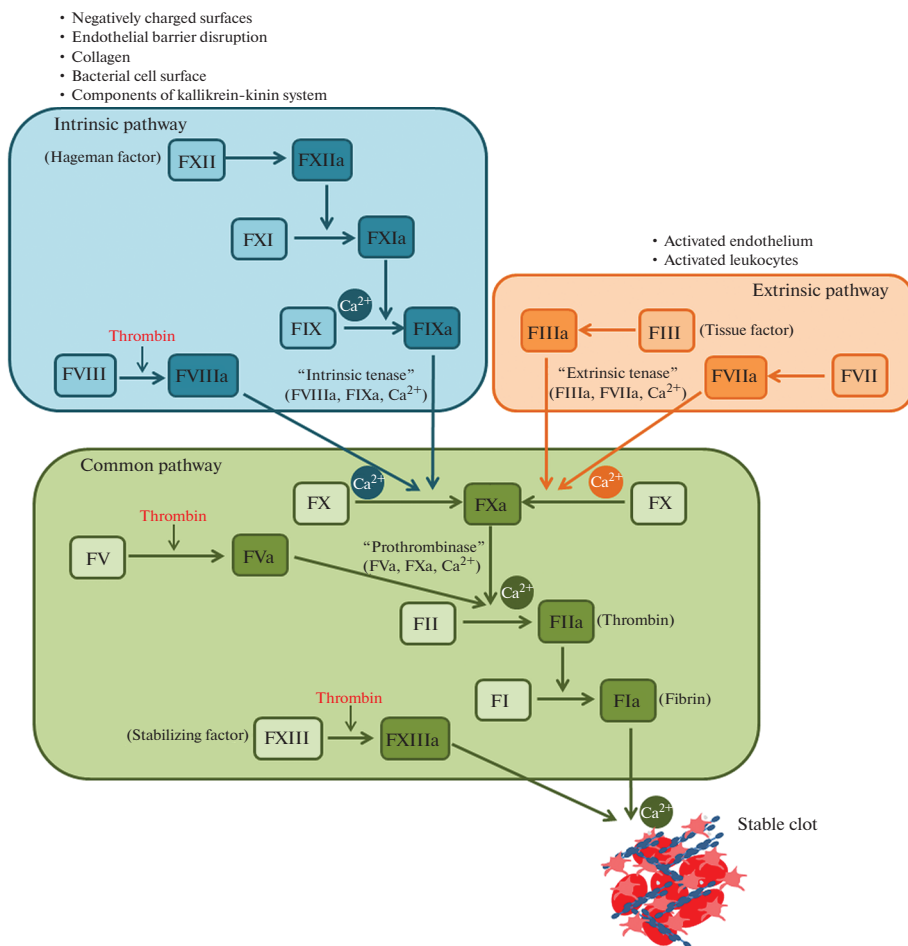 • Negatively charged surfaces
• Endothelial barrier disruption
• Collagen
• Bacterial cell surface
• Components of kallikrein-kinin system
Intrinsic pathway
(Hageman factor)
FXII
FXIIa
FXI
FXIa
Ca2+
FIX
FIXa
Thrombin
FVIII
FVIIIa
"Intrinsic tenase"
(FVIIIa, FIXa, Ca2+)
• Activated endothelium
• Activated leukocytes
Extrinsic pathway
FIIIa
FIII
(Tissue factor)
"Extrinsic tenase"
(FIIIa, FVIIa, Ca2+)
FVIIa
FVII
Common pathway
FX
Ca2+
FXa
Ca2+
FX
Thrombin
FV
FVa
"Prothrombinase"
(FVa, FXa, Ca2+)
Ca2+
FII
FIIa
(Thrombin)
FI
FIa
(Fibrin)
Thrombin
(Stabilizing factor)
FXIII
FXIIIa
Ca2+
Stable clot